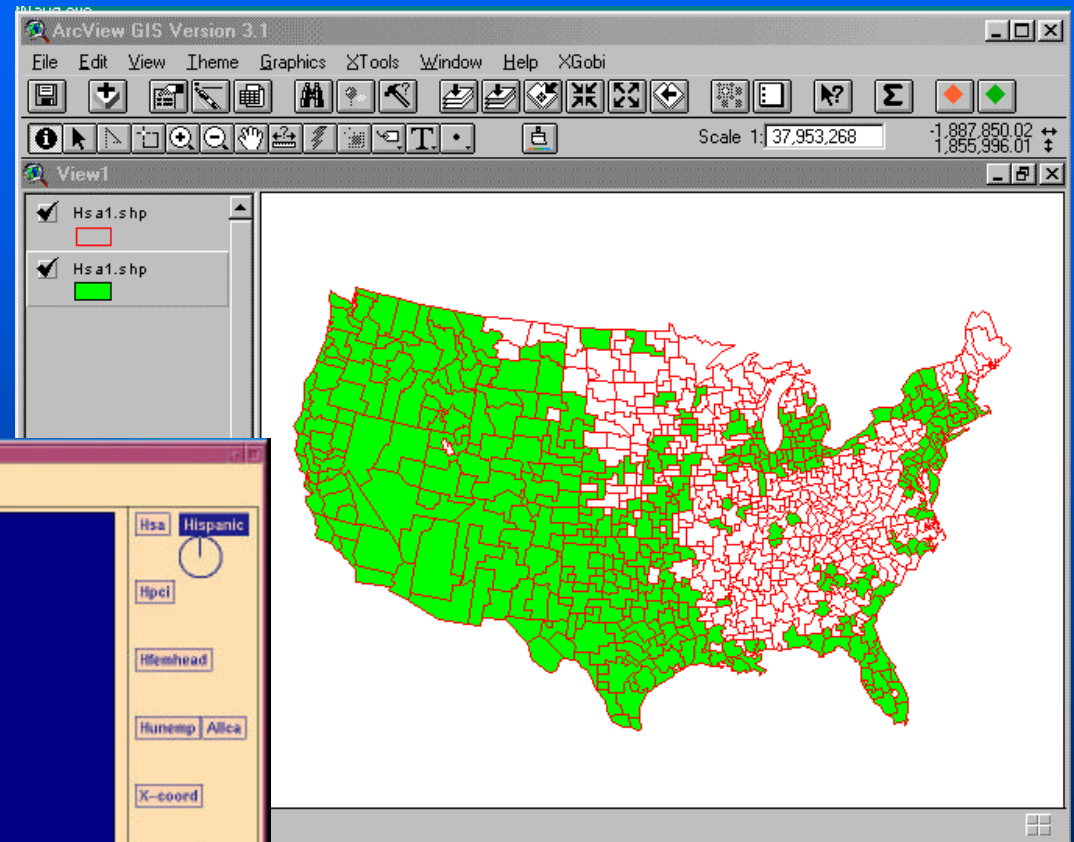 ArcView GIS Version 3.1
File Edit View Theme Graphics XTools Window Help XGobi
Scale 1: 37,953,268
-1,887,850.02
1,855,996.01
View1
Hsa1.shp
Hsa1.shp
Hsa Hispanic
Hpci
Hfemhead
Hunemp Allca
X-coord